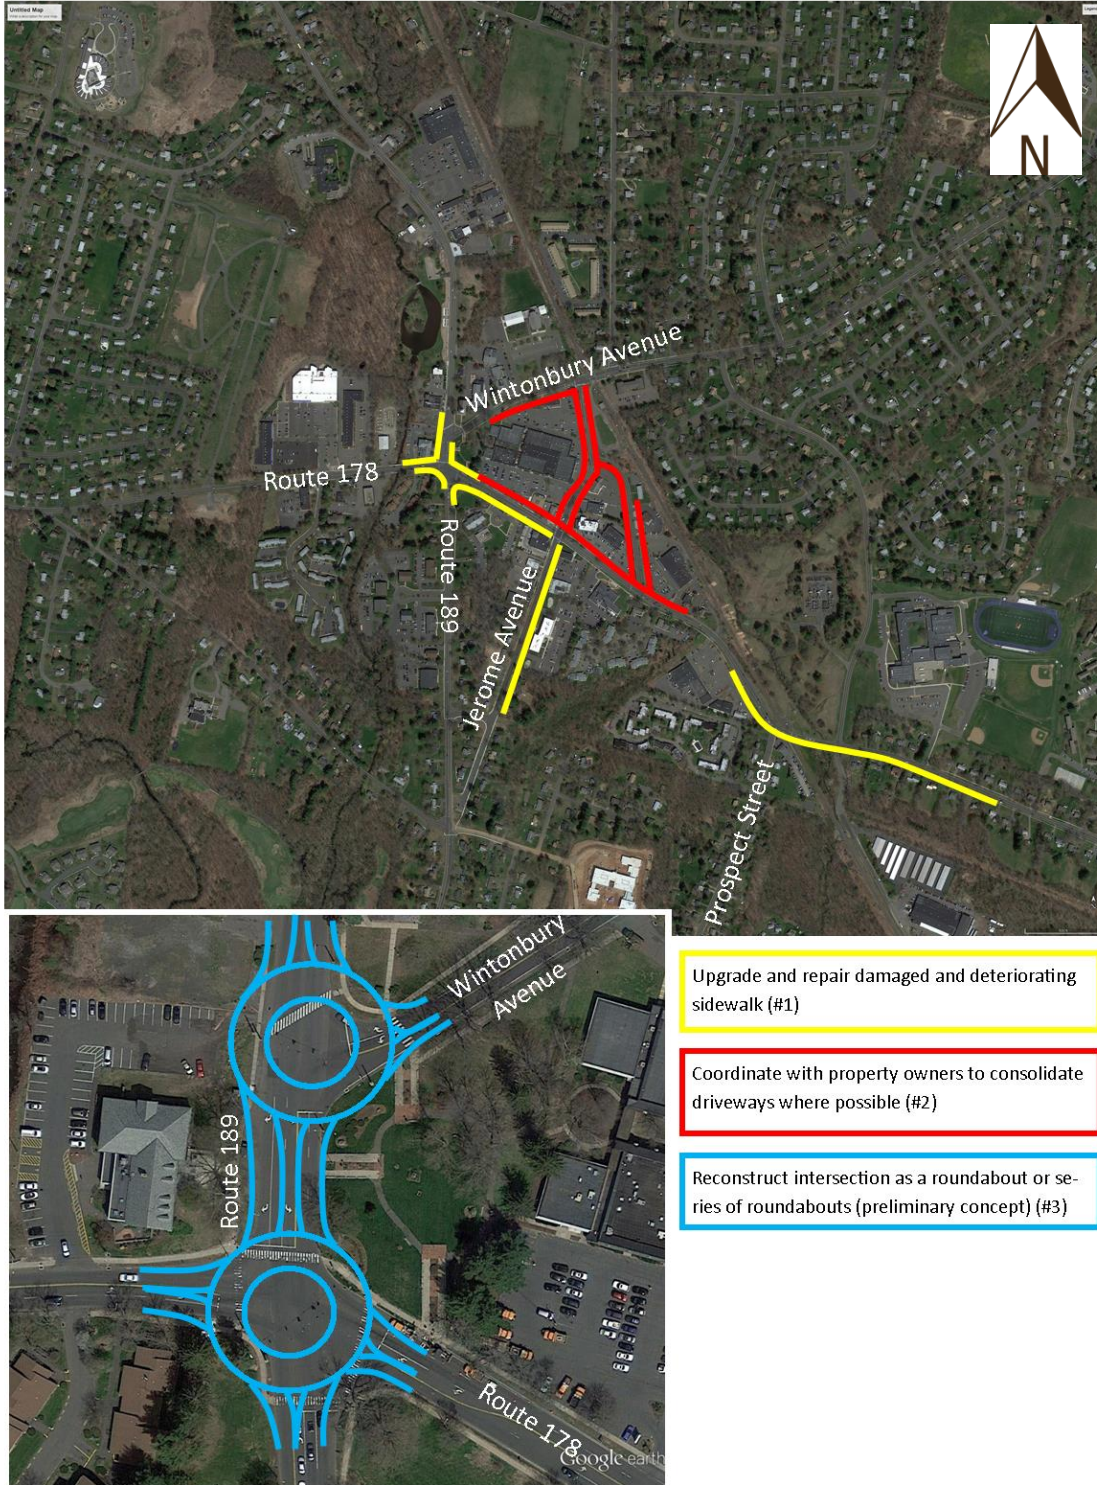 Untitled Map
N
Wintonbury Avenue
Route 178
Route 189
Jerome Avenue
Prospect Street
Wintonbury
Avenue
Route 189
Route 178
Google earth
Upgrade and repair damaged and deteriorating
sidewalk (#1)
Coordinate with property owners to consolidate
driveways where possible (#2)
Reconstruct intersection as a roundabout or se-
ries of roundabouts (preliminary concept) (#3)